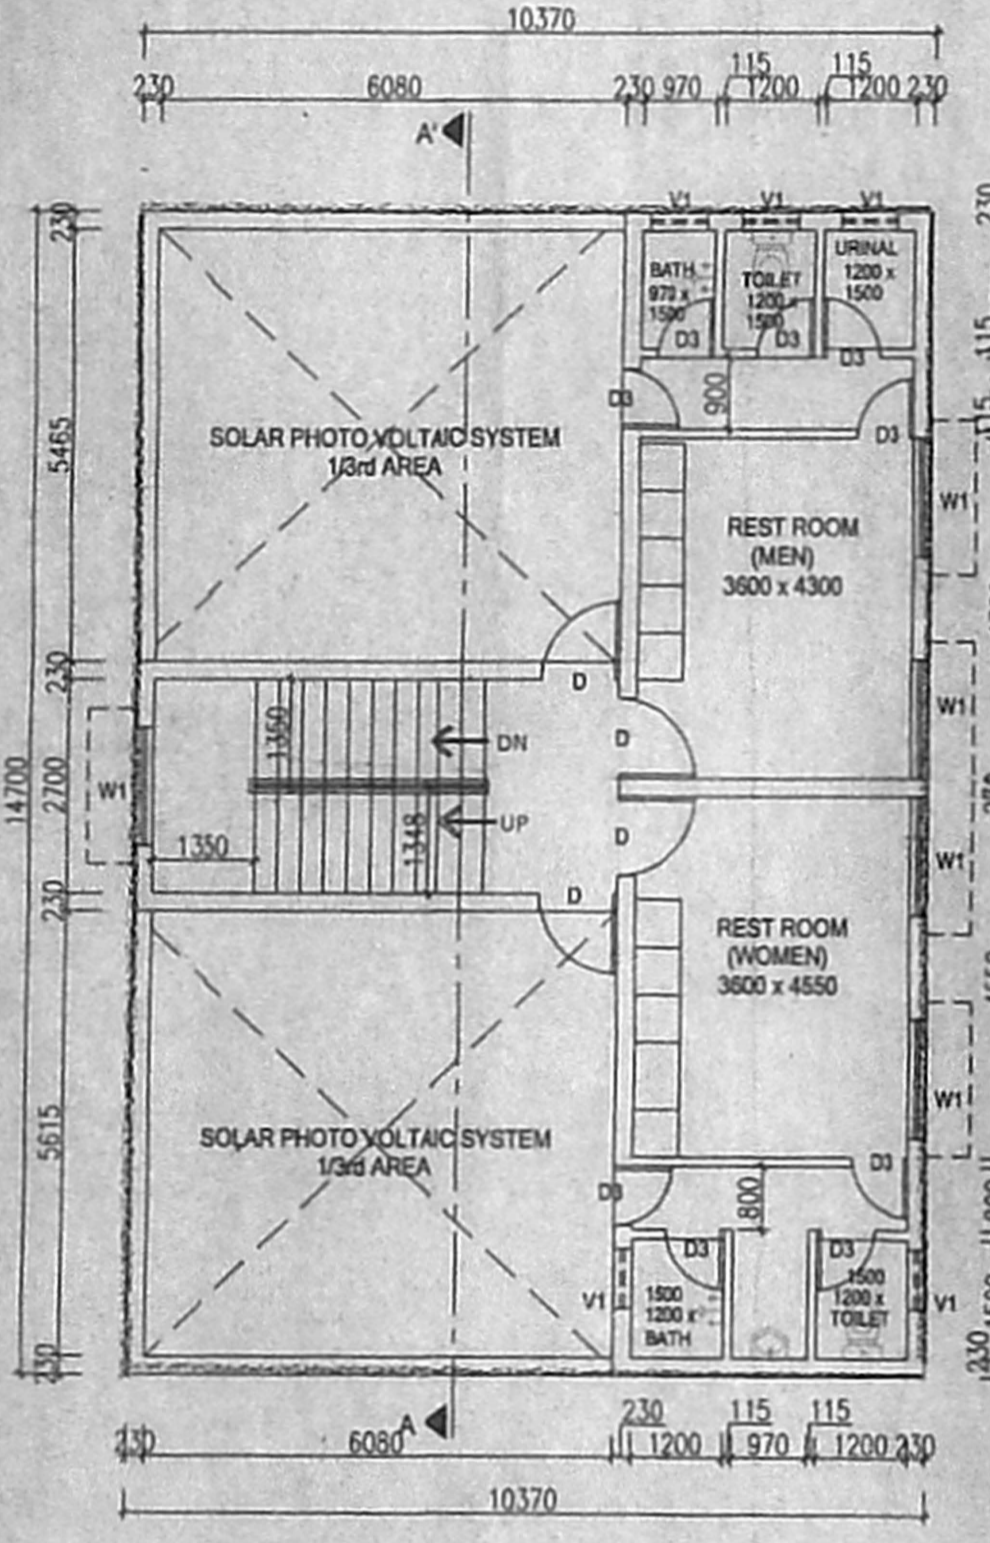 10370
115
115
230
6080
230
970
1200
1200
230
A'
V1
V1
V1
230
230
BATH
970 x
1500
TOILET
1200 x
1500
URINAL
1200 x
1500
D3
D3
D3
115
D3
900
D3
5465
SOLAR PHOTO VOLTAIC SYSTEM
1/3rd AREA
W1
REST ROOM
(MEN)
3600 x 4300
230
D
W1
1350
DN
D
14700
2700
W1
UP
1348
D
1350
W1
230
D
REST ROOM
(WOMEN)
3600 x 4550
W1
5615
SOLAR PHOTO VOLTAIC SYSTEM
1/3rd AREA
D3
D3
800
D3
D3
V1
1500
1200 x
BATH
1500
1200 x
TOILET
V1
230
230
A
230
115
115
230
6080
1200
970
1200
230
10370